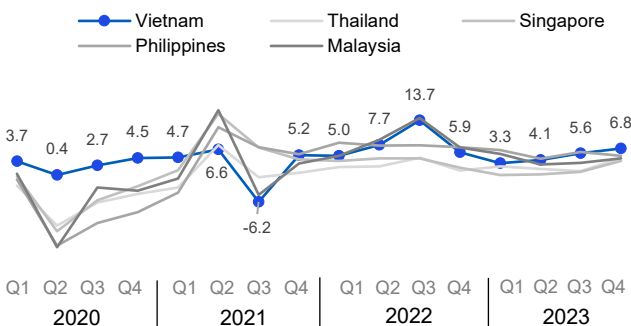 Vietnam Thailand Singapore
Philippines Malaysia
3.7 0.4 2.7 4.5 4.7 6.6 -6.2 5.2 5.0 7.7 13.7 5.9 3.3 4.1 5.6 6.8
Q1 Q2 Q3 Q4 Q1 Q2 Q3 Q4 Q1 Q2 Q3 Q4 Q1 Q2 Q3 Q4
2020 2021 2022 2023